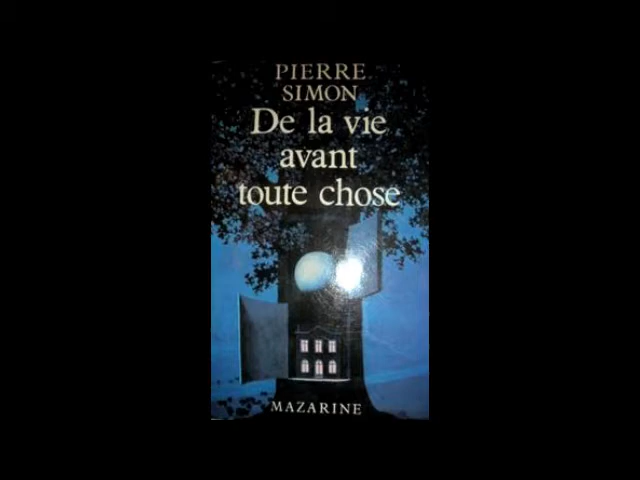 PIERRE
SIMON
De la vie
avant
toute chose
MAZARINE